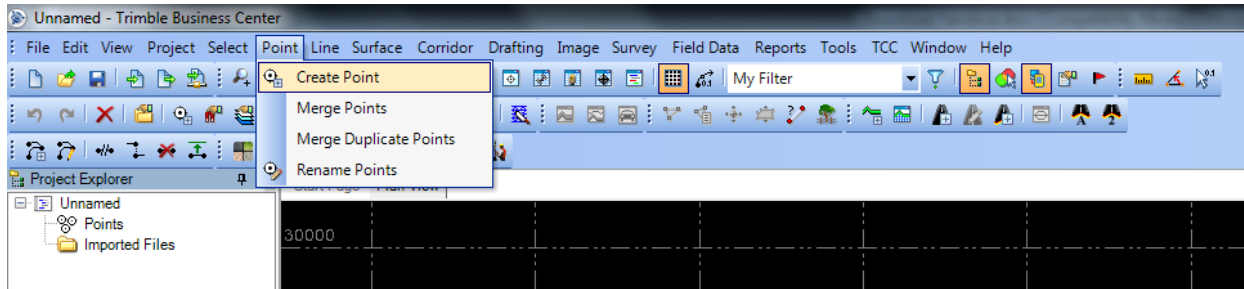 Unnamed - Trimble Business Center
File Edit View Project Select Point Line Surface Corridor Drafting Image Survey Field Data Reports Tools TCC Window Help
Create Point
My Filter
Merge Points
Merge Duplicate Points
Rename Points
Project Explorer
Unnamed
Points
Imported Files
30000